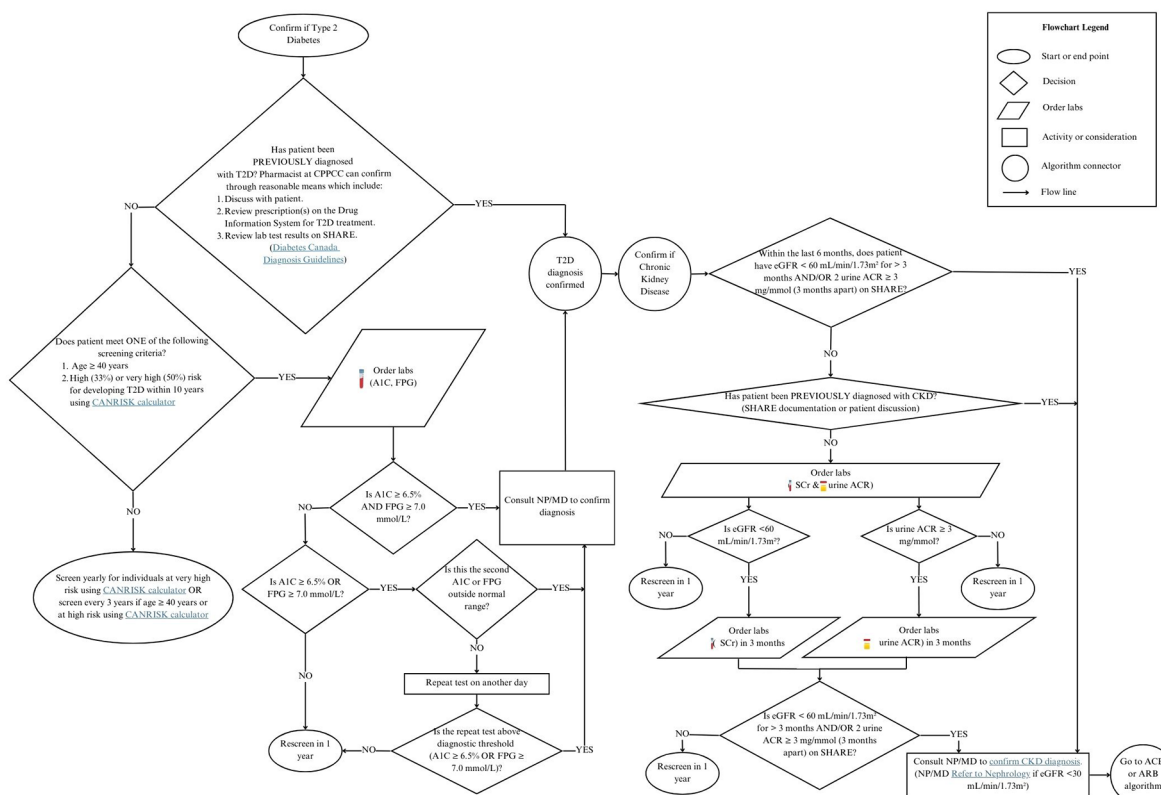 Confirm if Type 2
Diabetes
Flowchart Legend
Start or end point
Decision
Order labs
Activity or consideration
Algorithm connector
Flow line
Has patient been
PREVIOUSLY diagnosed
with T2D? Pharmacist at CPPCC can confirm
through reasonable means which include:
1. Discuss with patient.
2. Review prescription(s) on the Drug
Information System for T2D treatment.
3. Review lab test results on SHARE.
(Diabetes Canada
Diagnosis Guidelines)
NO
YES
T2D
diagnosis
confirmed
Confirm if
Chronic
Kidney
Disease
Within the last 6 months, does patient
have eGFR < 60 mL/min/1.73m² for > 3
months AND/OR 2 urine ACR ≥ 3
mg/mmol (3 months apart) on SHARE?
YES
NO
Does patient meet ONE of the following
screening criteria?
1. Age ≥ 40 years
2. High (33%) or very high (50%) risk
for developing T2D within 10 years
using CANRISK calculator
YES
NO
Screen yearly for individuals at very high
risk using CANRISK calculator OR
screen every 3 years if age ≥ 40 years or
at high risk using CANRISK calculator
Order labs
(A1C, FPG)
Is A1C ≥ 6.5%
AND FPG ≥ 7.0
mmol/L?
NO
YES
Consult NP/MD to confirm
diagnosis
Is A1C ≥ 6.5% OR
FPG ≥ 7.0 mmol/L?
YES
NO
Is this the second
A1C or FPG
outside normal
range?
YES
NO
Repeat test on another day
Is the repeat test above
diagnostic threshold
(A1C ≥ 6.5% OR FPG ≥
7.0 mmol/L)?
NO
YES
Rescreen in 1
year
Has patient been PREVIOUSLY diagnosed with CKD?
(SHARE documentation or patient discussion)
YES
NO
Order labs
SCr & urine ACR)
Is eGFR <60
mL/min/1.73m²?
NO
YES
Rescreen in 1
year
Is urine ACR ≥ 3
mg/mmol?
NO
YES
Rescreen in 1
year
Order labs
SCr) in 3 months
Order labs
urine ACR) in 3 months
Is eGFR < 60 mL/min/1.73m²
for > 3 months AND/OR 2 urine
ACR ≥ 3 mg/mmol (3 months
apart) on SHARE?
NO
YES
Rescreen in 1
year
Consult NP/MD to confirm CKD diagnosis.
(NP/MD Refer to Nephrology if eGFR <30
mL/min/1.73m²)
Go to ACE
or ARB
algorithm